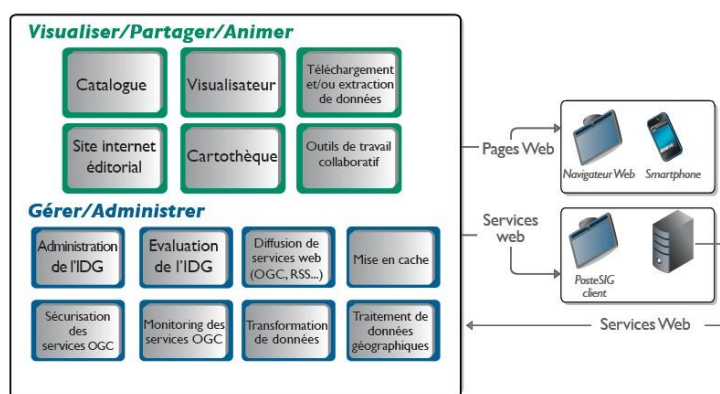 Visualiser/Partager/Animer
Catalogue
Visualisateur
Téléchargement
et/ou extraction
de données
Site internet
éditorial
Cartothèque
Outils de travail
collaboratif
Gérer/Administrer
Administration
de l'IDG
Evaluation
de l'IDG
Diffusion de
services web
(OGC, RSS...)
Mise en cache
Sécurisation
des
services OGC
Monitoring des
services OGC
Transformation
de données
Traitement de
données
géographiques
Pages Web
Navigateur Web
Smartphone
Services
web
PosteSIG
client
Services Web